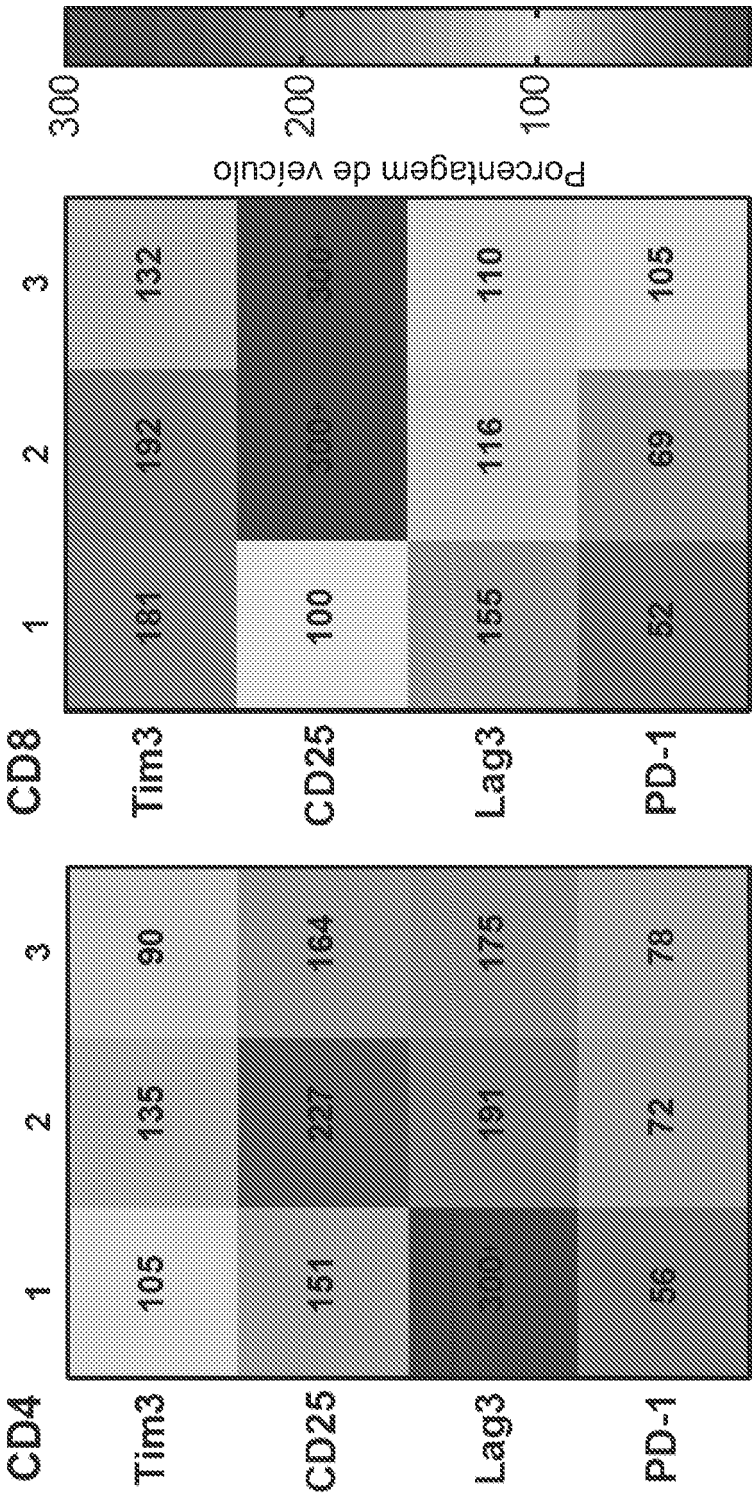 CD4 1 2 3
Tim3 105 135 90
CD25 151 227 164
Lag3 191 175
PD-1 56 72 78
CD8 1 2 3
Tim3 181 192 132
CD25 100
Lag3 155 116 110
PD-1 52 69 105
Porcentagem de veículo
300
200
100